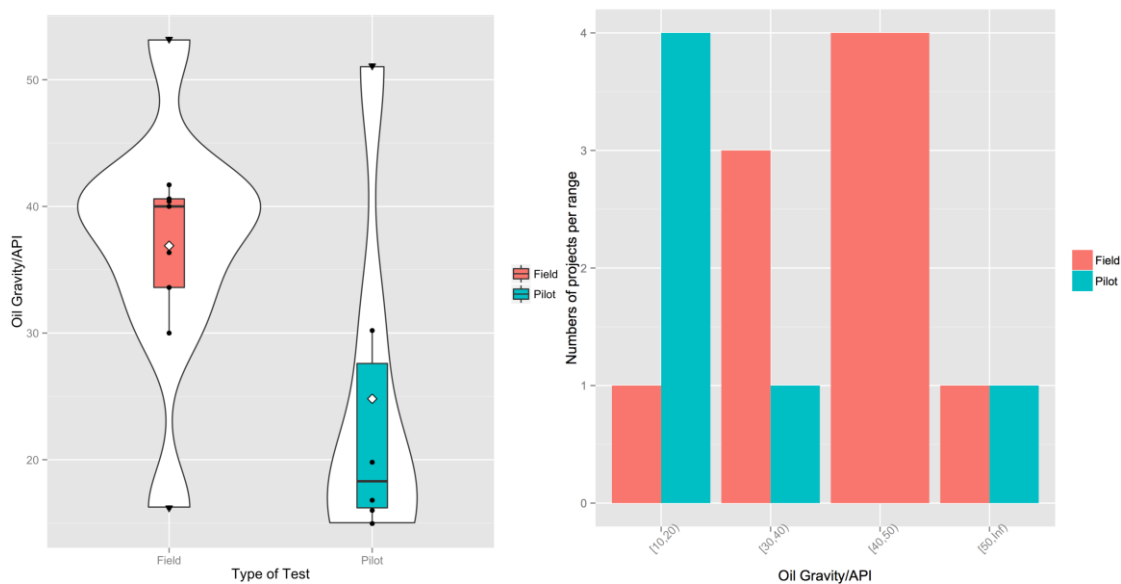 50
40
30
20
Oil Gravity/API
Field
Pilot
Type of Test
Field
Pilot
4
3
2
1
0
Numbers of projects per range
[10,20)
[30,40)
[40,50)
[50,Inf)
Oil Gravity/API
Field
Pilot